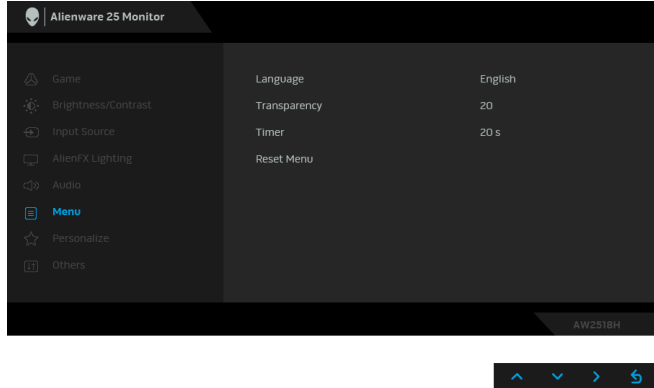 Alienware 25 Monitor
Game
Language English
Brightness/Contrast
Transparency 20
Input Source
Timer 20 s
AlienFX Lighting
Reset Menu
Audio
Menu
Personalize
Others
AW2518H